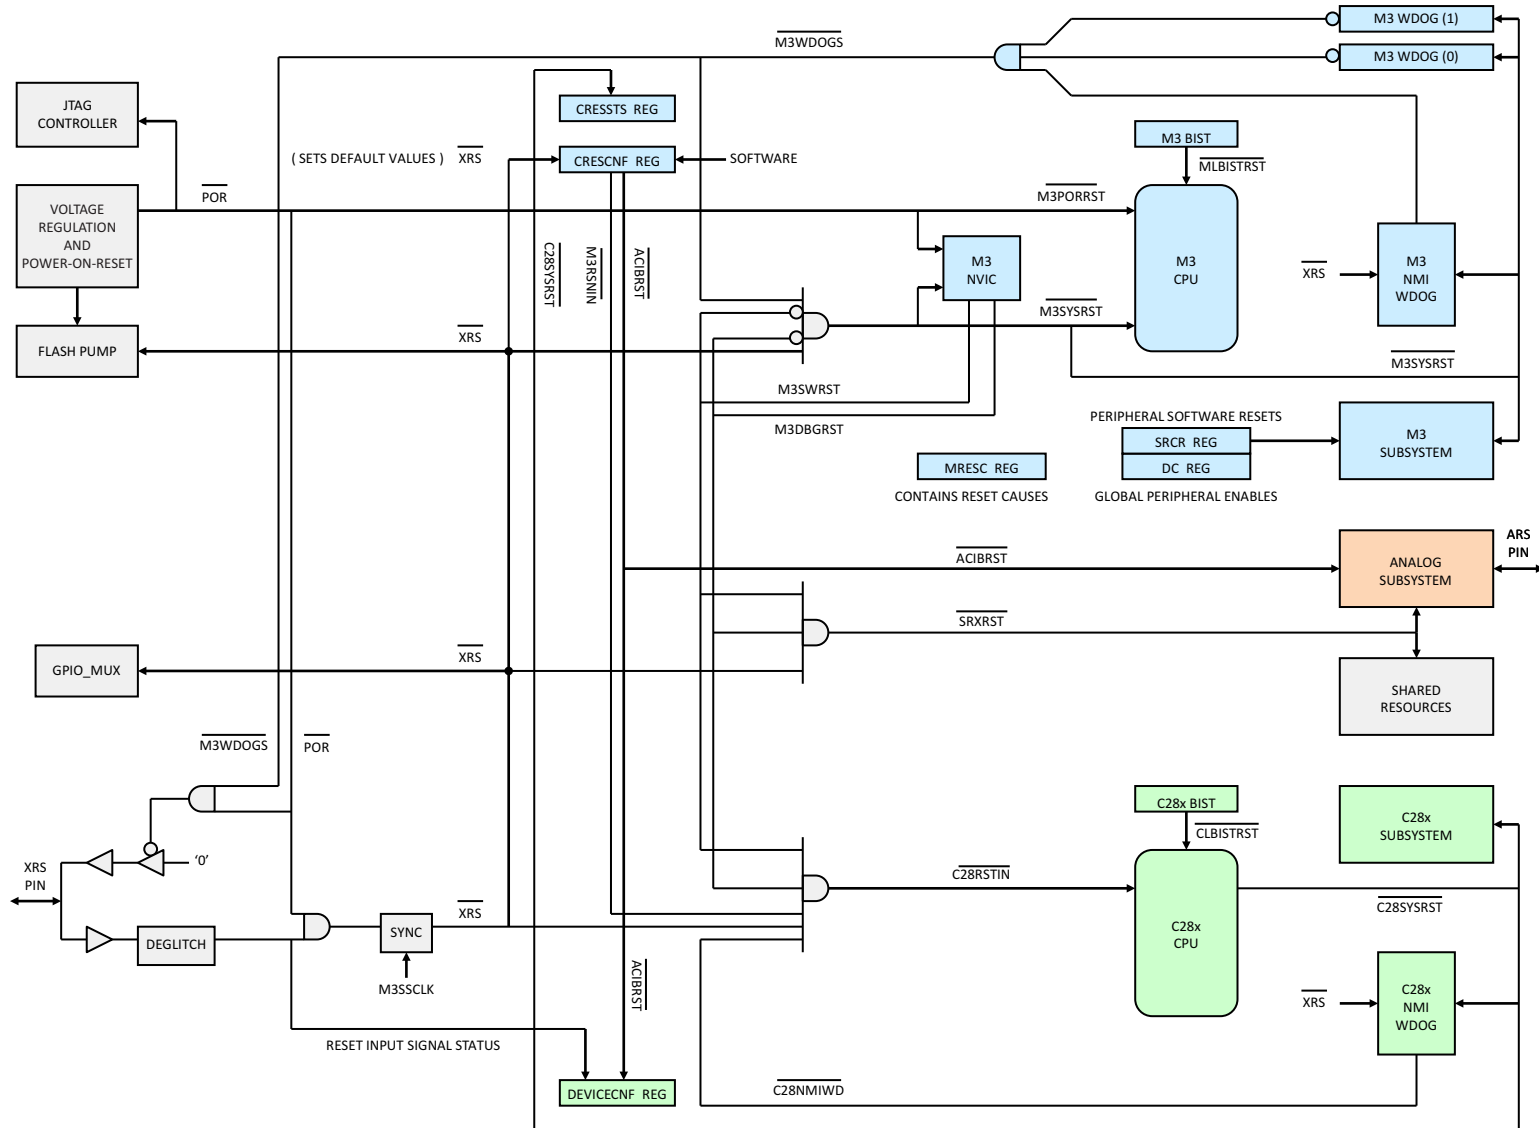 M3 WDOG (1)
M3WDOGS
M3 WDOG (0)
JTAG
CONTROLLER
CRESSTS REG
M3 BIST
( SETS DEFAULT VALUES )
XRS
CRESCNF REG
SOFTWARE
MLBISTRST
POR
M3PORRST
VOLTAGE
REGULATION
AND
POWER-ON-RESET
C28SYSRST
M3RSNIN
ACIBRST
M3
NVIC
M3
CPU
XRS
M3
NMI
WDOG
M3SYSRST
FLASH PUMP
XRS
M3SYSRST
M3SWRST
M3DBGRST
PERIPHERAL SOFTWARE RESETS
SRCR REG
DC REG
GLOBAL PERIPHERAL ENABLES
M3
SUBSYSTEM
MRESC REG
CONTAINS RESET CAUSES
ACIBRST
ANALOG
SUBSYSTEM
ARS
PIN
SRXRST
GPIO_MUX
XRS
SHARED
RESOURCES
M3WDOGS
POR
C28x BIST
CLBISTRST
C28x
SUBSYSTEM
'0'
XRS
PIN
C28RSTIN
C28SYSRST
DEGLITCH
SYNC
XRS
M3SSCLK
C28x
CPU
ACIBRST
XRS
C28x
NMI
WDOG
RESET INPUT SIGNAL STATUS
DEVICECNF REG
C28NMIWD